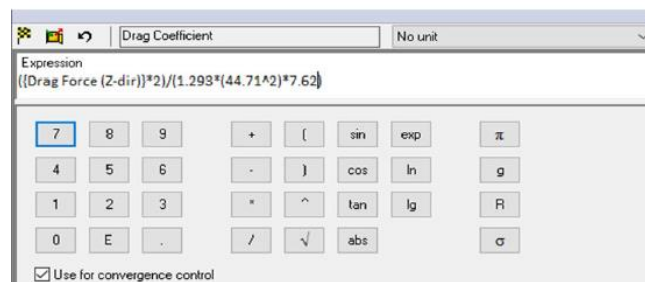 Drag Coefficient No unit
Expression
({Drag Force (Z-dir)}*2)/(1.293*(44.71^2)*7.62)
7 8 9 + ( sin exp π
4 5 6 - ) cos ln g
1 2 3 * ^ tan lg R
0 E . / √ abs σ
Use for convergence control